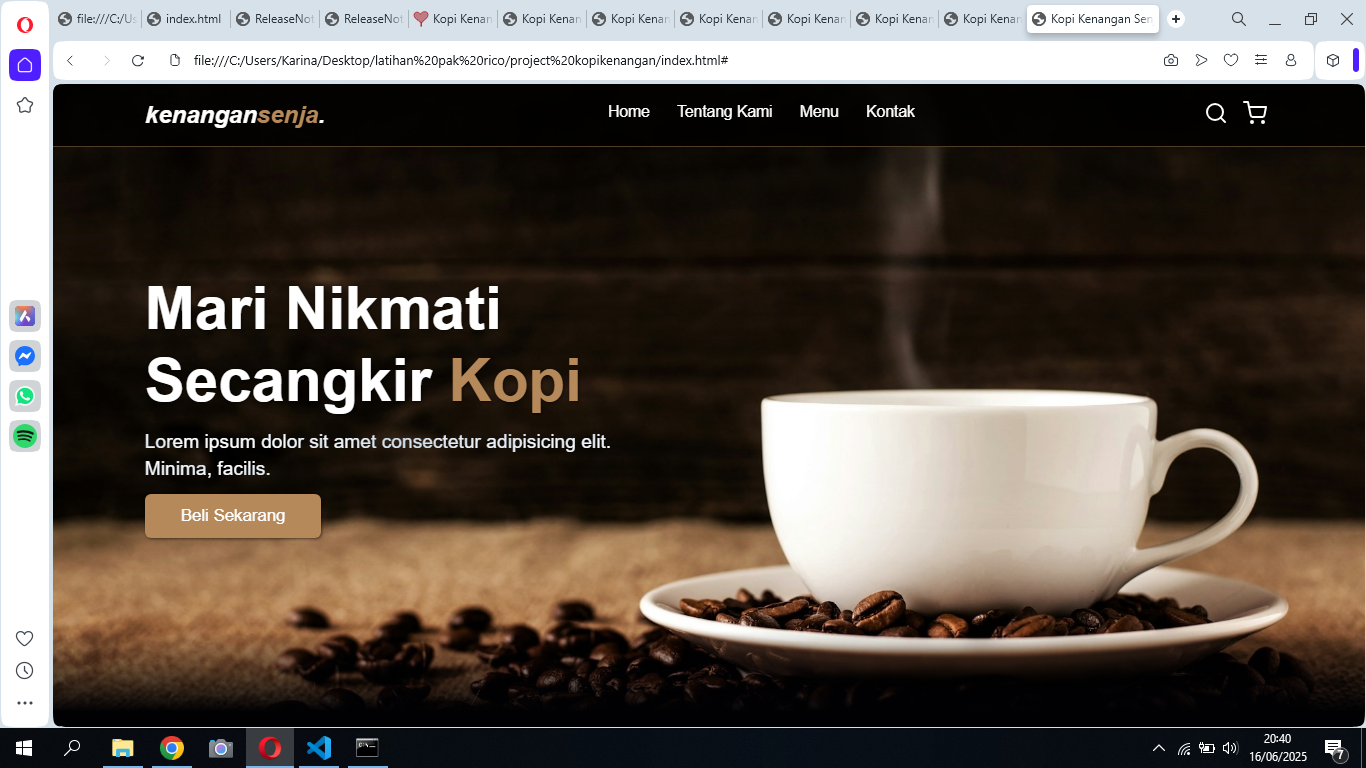 file:///C:/Us
index.html
ReleaseNot
ReleaseNot
Kopi Kenan
Kopi Kenan
Kopi Kenan
Kopi Kenan
Kopi Kenan
Kopi Kenan
Kopi Kenan
Kopi Kenangan Sen
file:///C:/Users/Karina/Desktop/latihan%20pak%20rico/project%20kopikenangan/index.html#
kenangansenja.
Home
Tentang Kami
Menu
Kontak
Mari Nikmati
Secangkir Kopi
Lorem ipsum dolor sit amet consectetur adipisicing elit.
Minima, facilis.
Beli Sekarang
20:40
16/06/2025
7